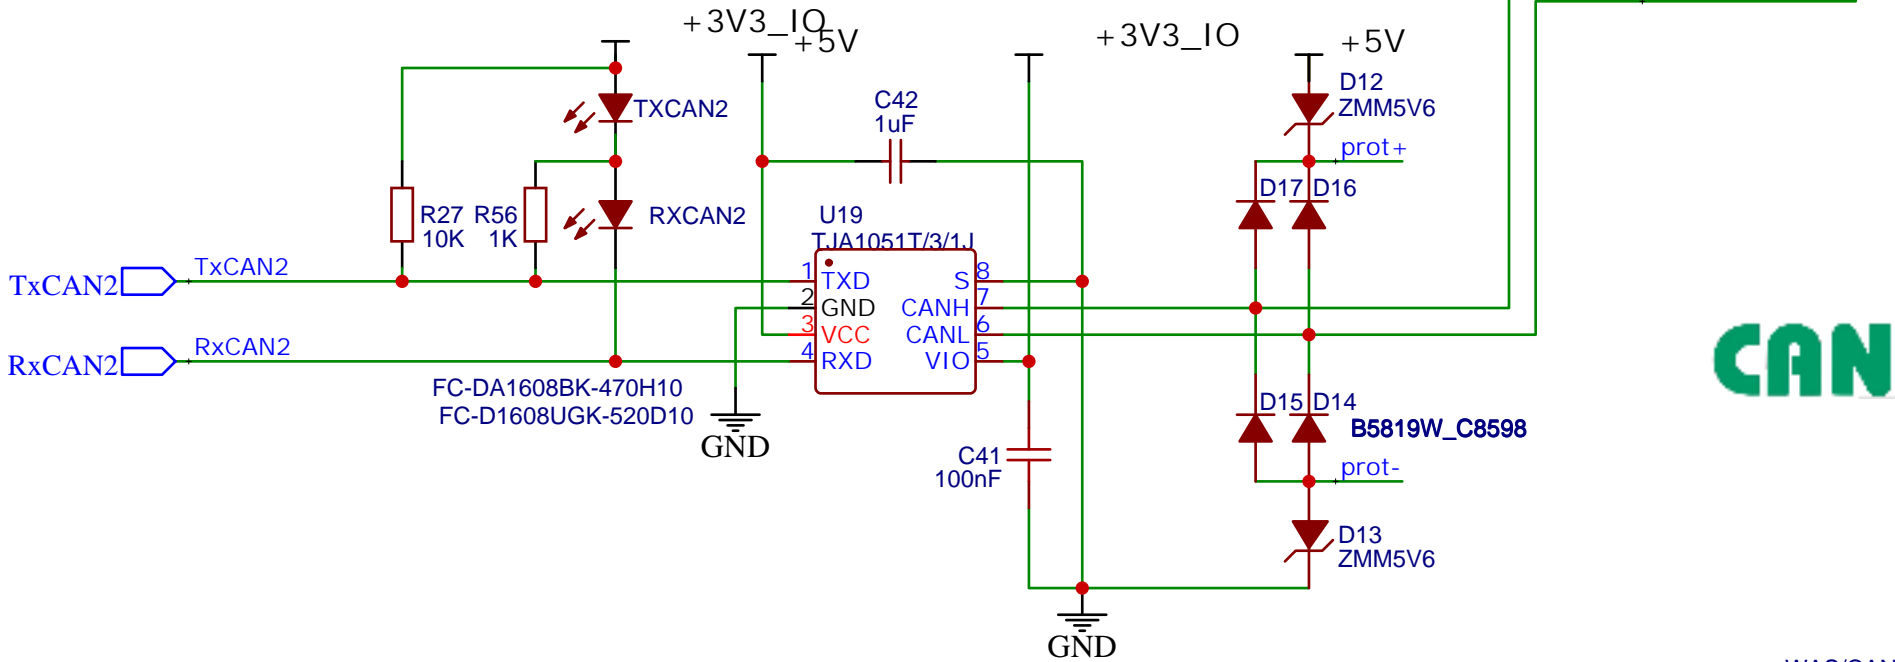 +3V3_IO
+5V
+3V3_IO
+5V
D12
ZMM5V6
TXCAN2
C42
1uF
prot+
D17 D16
R27
10K
R56
1K
RXCAN2
U19
TJA1051T/3/1J
TxCAN2
TxCAN2
1 TXD
2 GND
3 VCC
4 RXD
S 8
CANH 7
CANL 6
VIO 5
RxCAN2
RxCAN2
CAN
FC-DA1608BK-470H10
FC-D1608UGK-520D10
GND
D15 D14
B5819W_C8598
C41
100nF
prot-
D13
ZMM5V6
GND